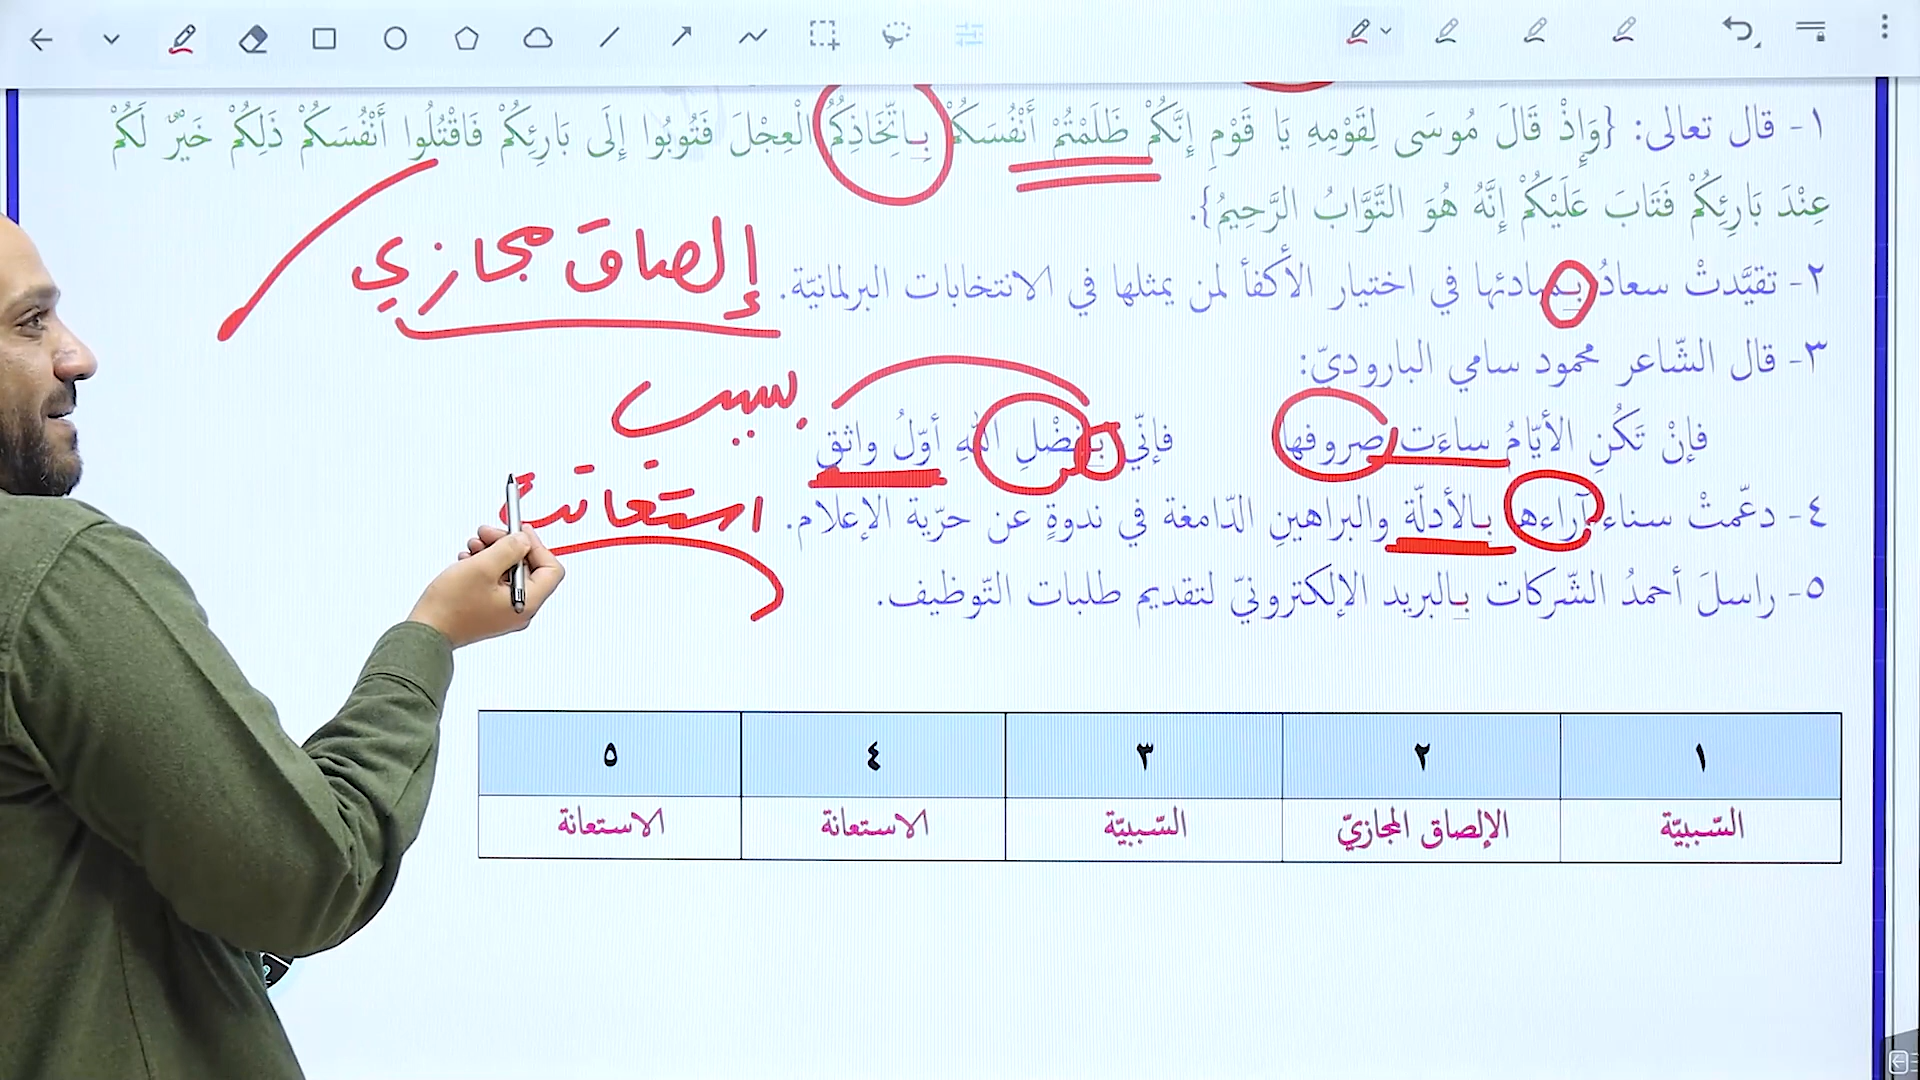 ١- قال تعالى: {وَإِذْ قَالَ مُوسَى لِقَوْمِهِ يَا قَوْمِ إِنَّكُمْ ظَلَمْتُمْ أَنْفُسَكُمْ بِاتِّخَاذِكُمُ الْعِجْلَ فَتُوبُوا إِلَى بَارِئِكُمْ فَاقْتُلُوا أَنْفُسَكُمْ ذَلِكُمْ خَيْرٌ لَكُمْ
عِنْدَ بَارِئِكُمْ فَتَابَ عَلَيْكُمْ إِنَّهُ هُوَ التَّوَّابُ الرَّحِيمُ}.
إلصاق مجازي
٢- تقيَّدتْ سعادُ بمبادئها في اختيار الأكفأ لمن يمثلها في الانتخابات البرلمانيّة.
٣- قال الشّاعر محمود سامي الباروديّ:
بسبب
فإنْ تَكُنِ الأيّامُ ساءَت صروفها فإنّي بفضْلِ اللهِ أوّلُ واثق
استعانة
٤- دعّمتْ سناء آراءها بالأدلّة والبراهينِ الدّامغة في ندوةٍ عن حرّية الإعلام.
٥- راسلَ أحمدُ الشّركات بالبريد الإلكترونيّ لتقديم طلبات التّوظيف.
١ ٢ ٣ ٤ ٥
السّببيّة الإلصاق المجازيّ السّببيّة الاستعانة الاستعانة